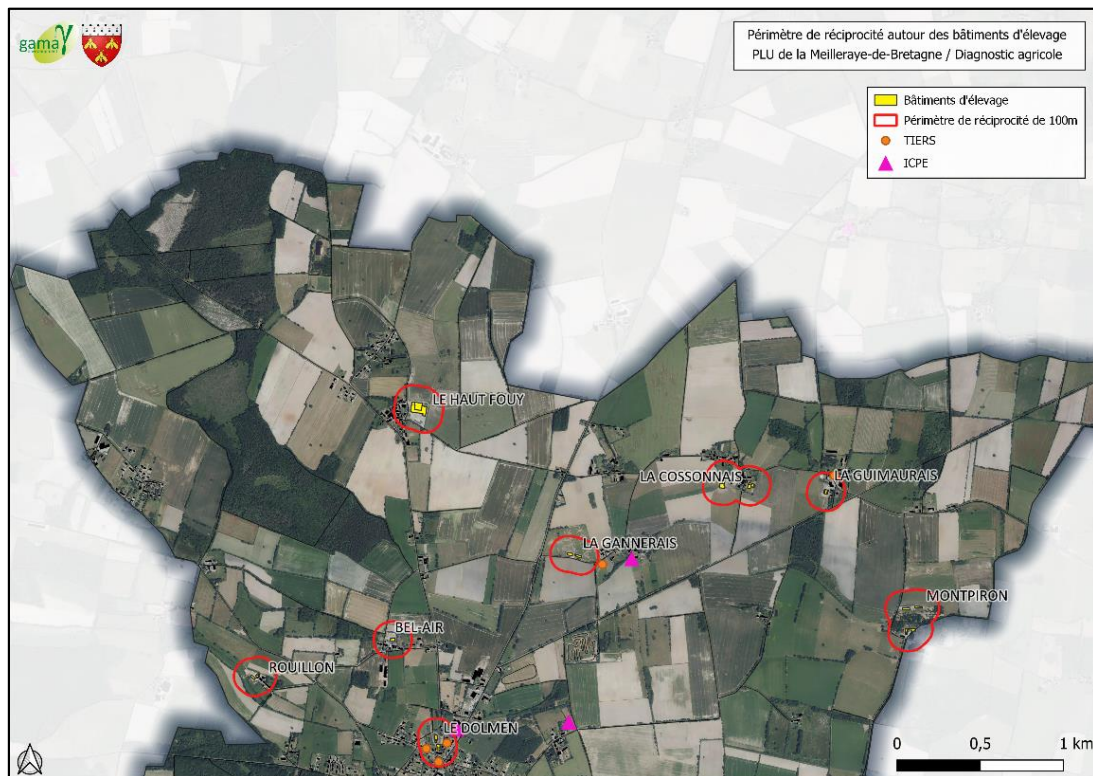 gama
Périmètre de réciprocité autour des bâtiments d'élevage
PLU de la Meilleraye-de-Bretagne / Diagnostic agricole
Bâtiments d'élevage
Périmètre de réciprocité de 100m
TIERS
ICPE
LE HAUT FOUY
LA COSSONNAIS
LA GUIMAURAIS
LA GANNERAIS
MONTPIRON
BEL-AIR
ROUILLON
LE DOLMEN
0 0,5 1 km